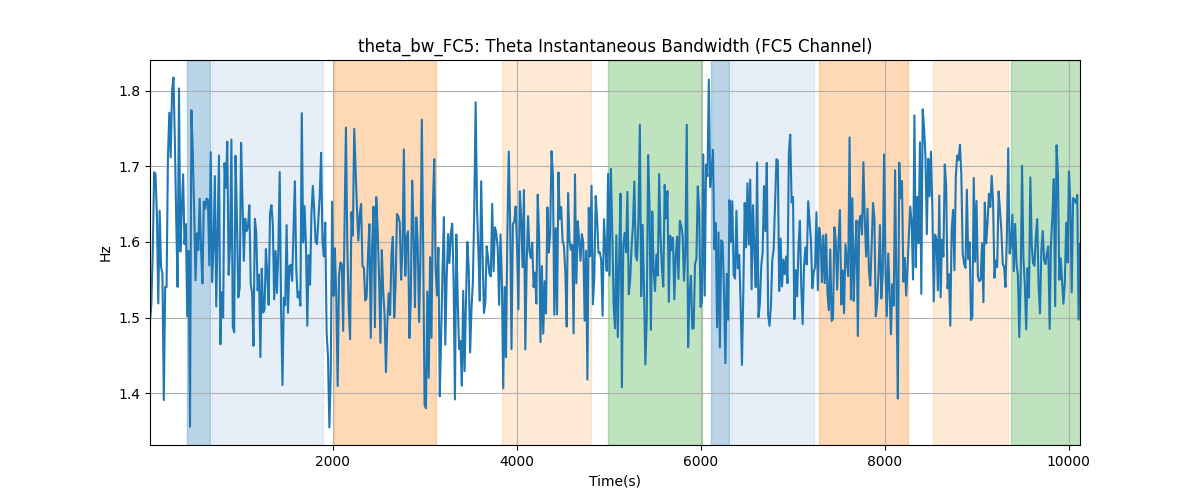 theta_bw_FC5: Theta Instantaneous Bandwidth (FC5 Channel)
Hz
1.8
1.7
1.6
1.5
1.4
2000 4000 6000 8000 10000
Time(s)